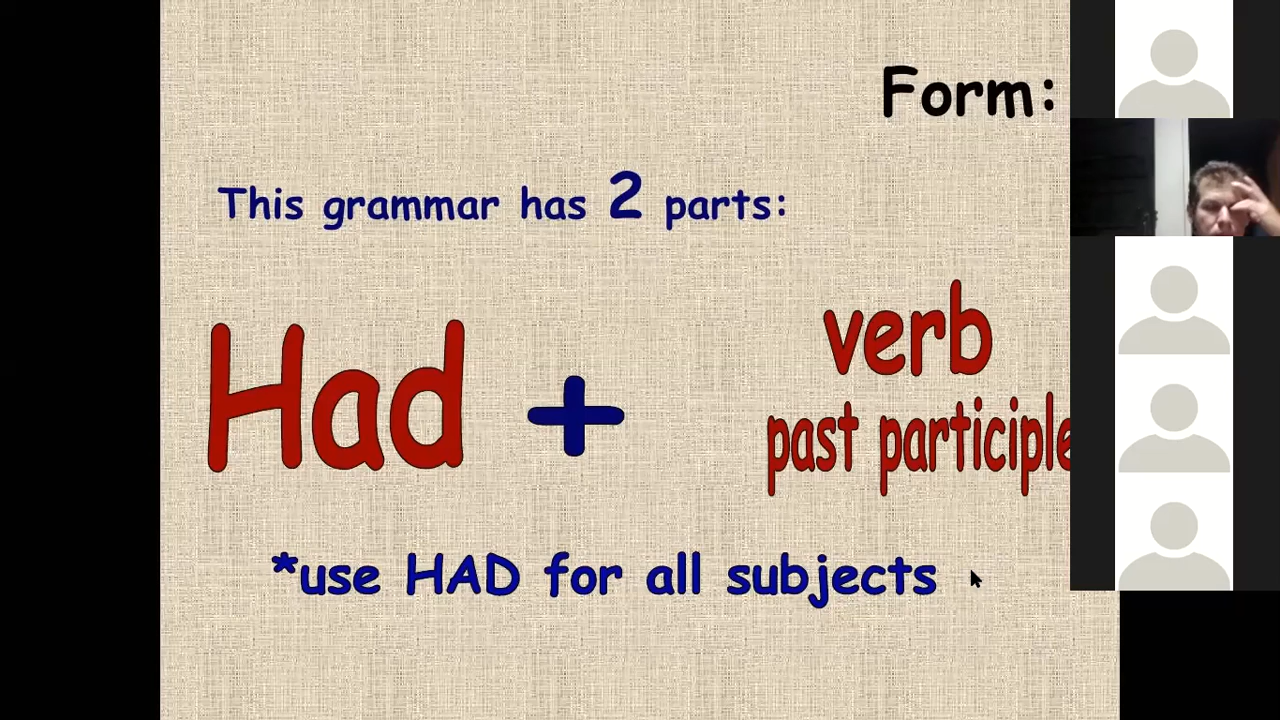 Form:
This grammar has 2 parts:
Had + verb
past participle
*use HAD for all subjects